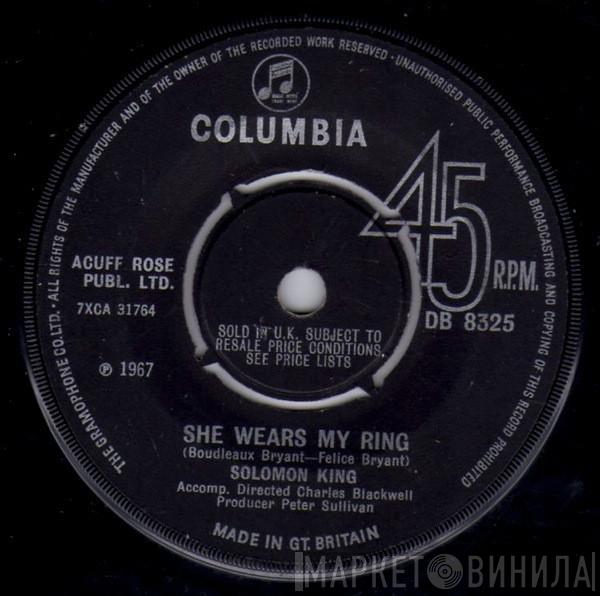 THE GRAMOPHONE CO. LTD. · ALL RIGHTS OF THE MANUFACTURER AND OF THE OWNER OF THE RECORDED WORK RESERVED · UNAUTHORISED PUBLIC PERFORMANCE BROADCASTING AND COPYING OF THIS RECORD PROHIBITED
COLUMBIA
45
R.P.M.
ACUFF ROSE
PUBL. LTD.
7XCA 31764
DB 8325
SOLD IN U.K. SUBJECT TO
RESALE PRICE CONDITIONS,
SEE PRICE LISTS
℗ 1967
SHE WEARS MY RING
(Boudleaux Bryant—Felice Bryant)
SOLOMON KING
Accomp. Directed Charles Blackwell
Producer Peter Sullivan
MADE IN GT. BRITAIN
МАРКЕТ ВИНИЛА